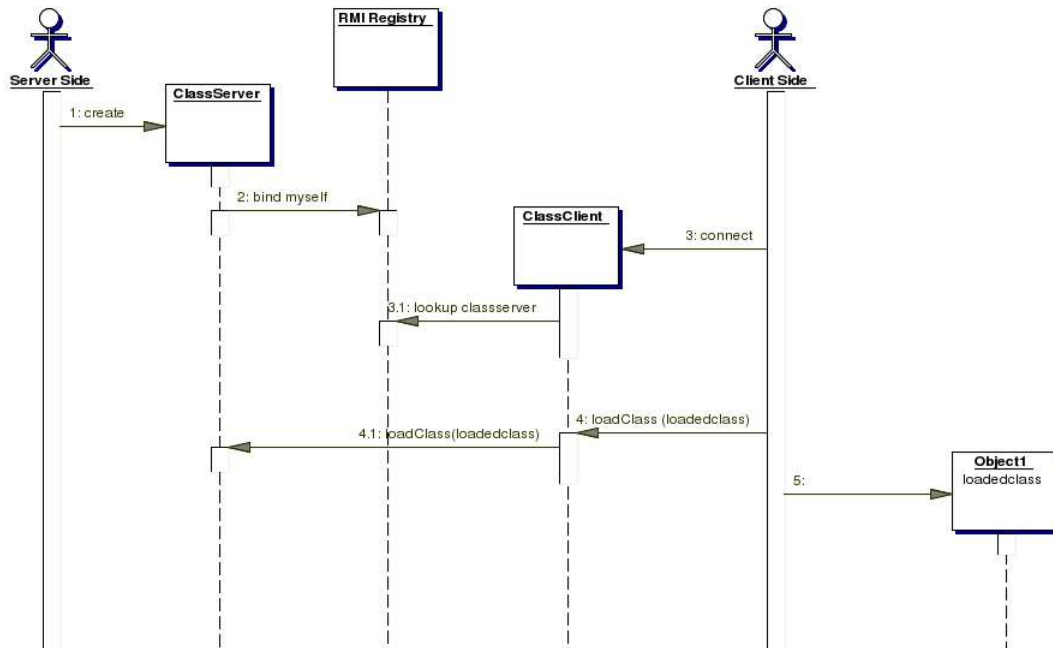 RMI Registry
Server Side
Client Side
ClassServer
1: create
2: bind myself
ClassClient
3: connect
3.1: lookup classserver
4: loadClass (loadedclass)
4.1: loadClass(loadedclass)
Object1
loadedclass
5: